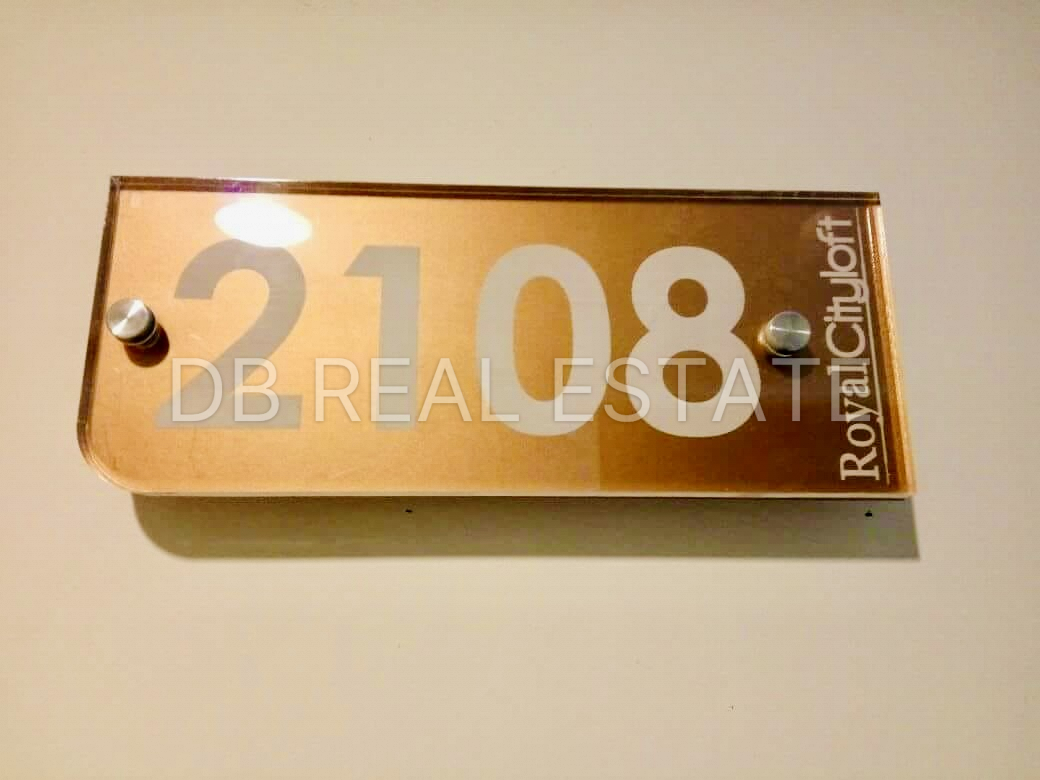 2108
RoyalCityloft
DB REAL ESTATE